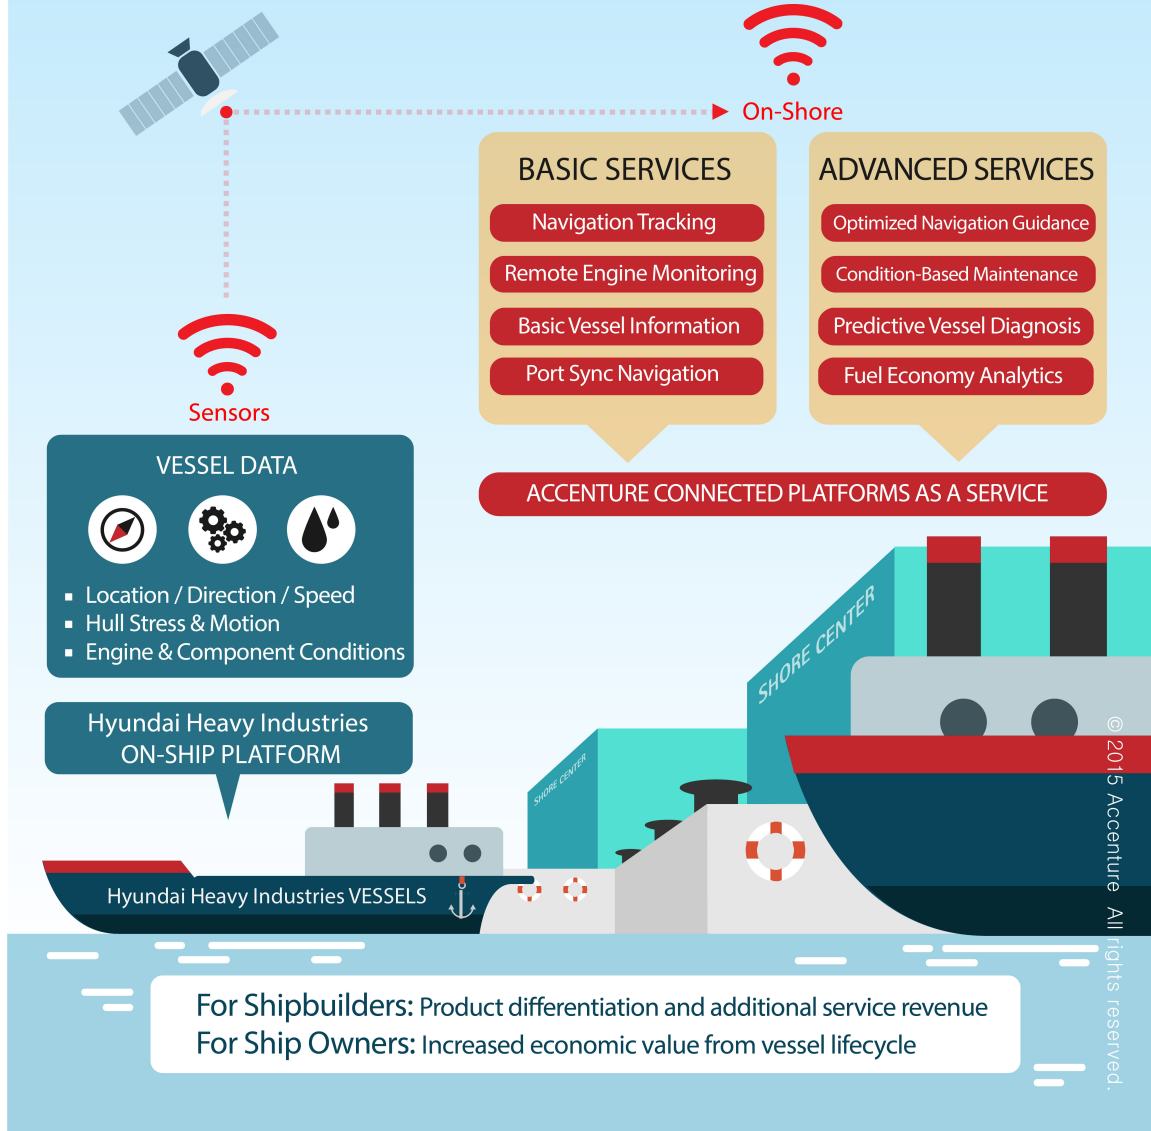 On-Shore
BASIC SERVICES
Navigation Tracking
Remote Engine Monitoring
Basic Vessel Information
Port Sync Navigation
ADVANCED SERVICES
Optimized Navigation Guidance
Condition-Based Maintenance
Predictive Vessel Diagnosis
Fuel Economy Analytics
ACCENTURE CONNECTED PLATFORMS AS A SERVICE
Sensors
VESSEL DATA
Location / Direction / Speed
Hull Stress & Motion
Engine & Component Conditions
Hyundai Heavy Industries
ON-SHIP PLATFORM
SHORE CENTER
SHORE CENTER
Hyundai Heavy Industries VESSELS
For Shipbuilders: Product differentiation and additional service revenue
For Ship Owners: Increased economic value from vessel lifecycle
© 2015 Accenture All rights reserved.